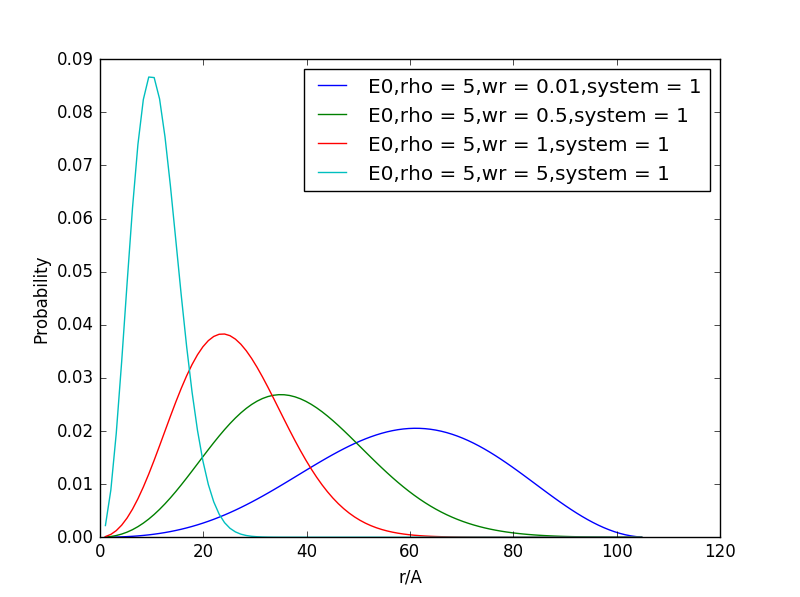 0.09
0.08
0.07
0.06
0.05
0.04
0.03
0.02
0.01
0.00
Probability
E0,rho = 5,wr = 0.01,system = 1
E0,rho = 5,wr = 0.5,system = 1
E0,rho = 5,wr = 1,system = 1
E0,rho = 5,wr = 5,system = 1
0 20 40 60 80 100 120
r/A